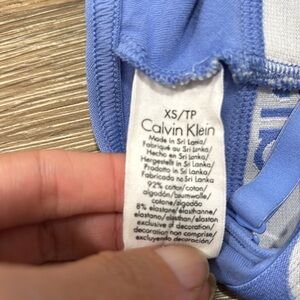 XS/TP
Calvin Klein
Made in Sri Lanka/
Fabriqué au Sri Lanka/
Hecho en Sri Lanka/
Hergestellt in Sri Lanka/
Prodotto in Sri Lanka/
Fabricado no Sri Lanka
92% cotton/coton/
algodón/baumwolle/
cotone/algodão
8% elastane/élasthanne/
elastano/elasthan/elastan
exclusive of decoration/
décoration non comprise/
excluyendo decoración/